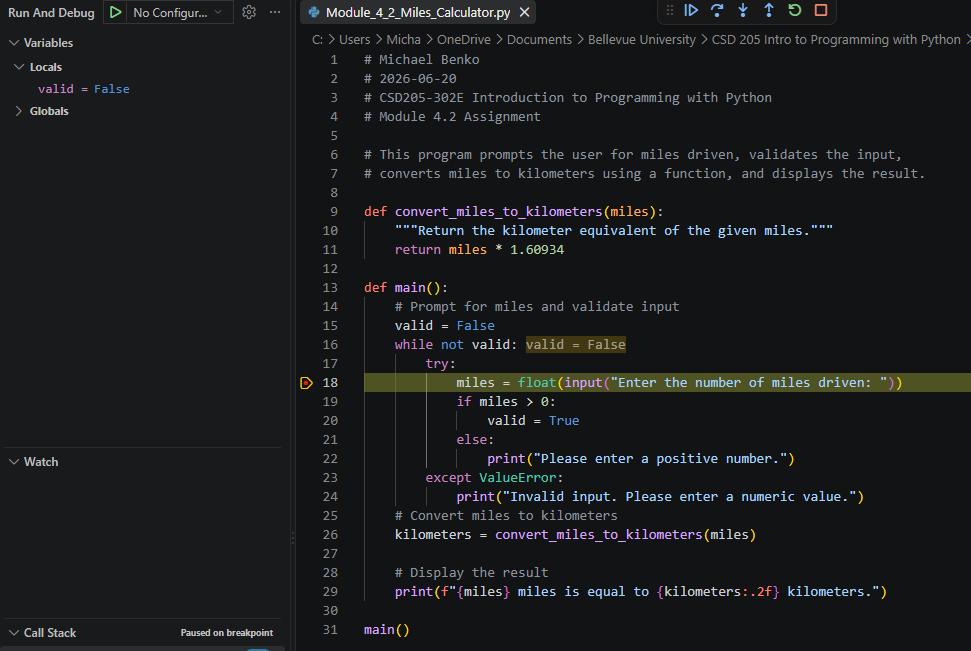 Run And Debug No Configur... ...
Module_4_2_Miles_Calculator.py
C: > Users > Micha > OneDrive > Documents > Bellevue University > CSD 205 Intro to Programming with Python >
Variables
Locals
valid = False
Globals
Watch
Call Stack Paused on breakpoint
1 # Michael Benko
2 # 2026-06-20
3 # CSD205-302E Introduction to Programming with Python
4 # Module 4.2 Assignment
5
6 # This program prompts the user for miles driven, validates the input,
7 # converts miles to kilometers using a function, and displays the result.
8
9 def convert_miles_to_kilometers(miles):
10     """Return the kilometer equivalent of the given miles."""
11     return miles * 1.60934
12
13 def main():
14     # Prompt for miles and validate input
15     valid = False
16     while not valid: valid = False
17         try:
18             miles = float(input("Enter the number of miles driven: "))
19             if miles > 0:
20                 valid = True
21             else:
22                 print("Please enter a positive number.")
23         except ValueError:
24             print("Invalid input. Please enter a numeric value.")
25     # Convert miles to kilometers
26     kilometers = convert_miles_to_kilometers(miles)
27
28     # Display the result
29     print(f"{miles} miles is equal to {kilometers:.2f} kilometers.")
30
31 main()